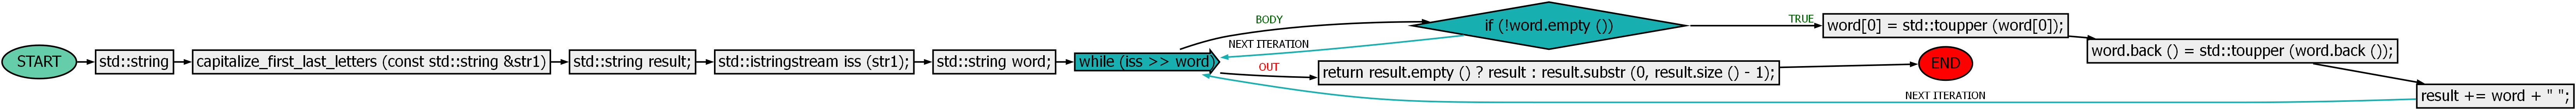 START
std::string
capitalize_first_last_letters (const std::string &str1)
std::string result;
std::istringstream iss (str1);
std::string word;
while (iss >> word)
BODY
NEXT ITERATION
OUT
if (!word.empty ())
TRUE
word[0] = std::toupper (word[0]);
word.back () = std::toupper (word.back ());
result += word + " ";
NEXT ITERATION
return result.empty () ? result : result.substr (0, result.size () - 1);
END